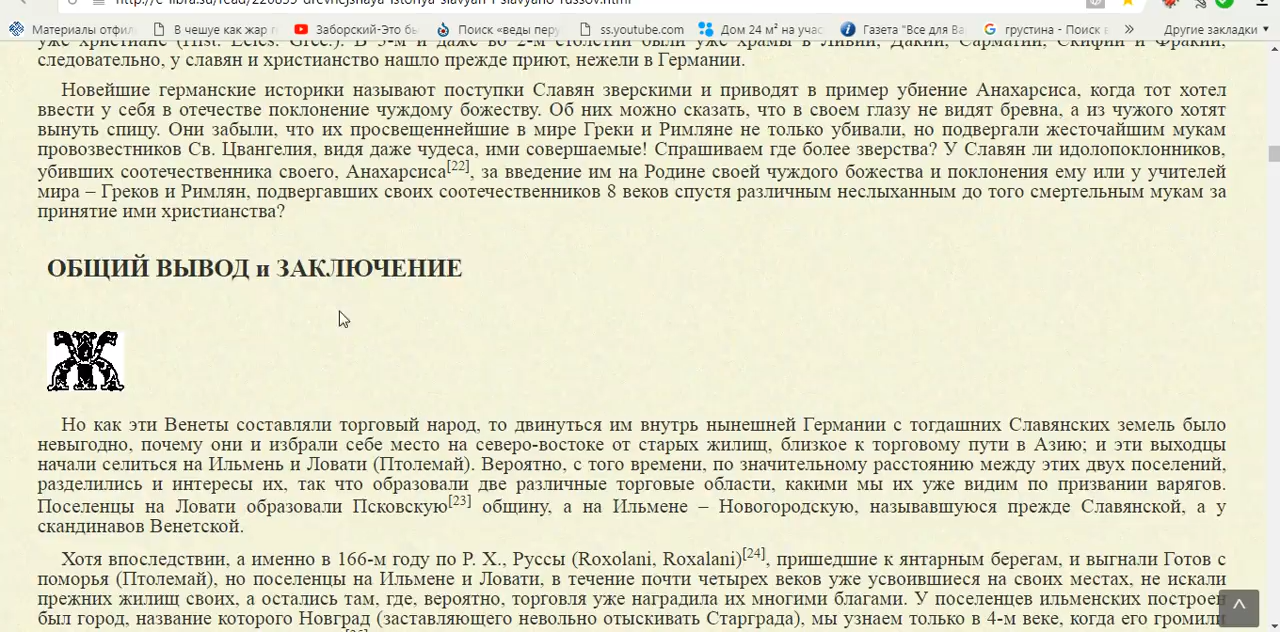 Материалы отфил
В чешуе как жар г
Заборский-Это бы
Поиск «веды перу
ss.youtube.com
Дом 24 м² на учас
Газета "Все для Ва
грустина - Поиск в
»
Другие закладки
следовательно, у славян и христианство нашло прежде приют, нежели в Германии.
Новейшие германские историки называют поступки Славян зверскими и приводят в пример убиение Анахарсиса, когда тот хотел
ввести у себя в отечестве поклонение чуждому божеству. Об них можно сказать, что в своем глазу не видят бревна, а из чужого хотят
вынуть спицу. Они забыли, что их просвещеннейшие в мире Греки и Римляне не только убивали, но подвергали жесточайшим мукам
провозвестников Св. Цвангелия, видя даже чудеса, ими совершаемые! Спрашиваем где более зверства? У Славян ли идолопоклонников,
убивших соотечественника своего, Анахарсиса[22], за введение им на Родине своей чуждого божества и поклонения ему или у учителей
мира – Греков и Римлян, подвергавших своих соотечественников 8 веков спустя различным неслыханным до того смертельным мукам за
принятие ими христианства?
ОБЩИЙ ВЫВОД и ЗАКЛЮЧЕНИЕ
Ж
Но как эти Венеты составляли торговый народ, то двинуться им внутрь нынешней Германии с тогдашних Славянских земель было
невыгодно, почему они и избрали себе место на северо-востоке от старых жилищ, близкое к торговому пути в Азию; и эти выходцы
начали селиться на Ильмень и Ловати (Птолемай). Вероятно, с того времени, по значительному расстоянию между этих двух поселений,
разделились и интересы их, так что образовали две различные торговые области, какими мы их уже видим по призвании варягов.
Поселенцы на Ловати образовали Псковскую[23] общину, а на Ильмене – Новогородскую, называвшуюся прежде Славянской, а у
скандинавов Венетской.
Хотя впоследствии, а именно в 166-м году по Р. Х., Руссы (Roxolani, Roxalani)[24], пришедшие к янтарным берегам, и выгнали Готов с
поморья (Птолемай), но поселенцы на Ильмене и Ловати, в течение почти четырех веков уже усвоившиеся на своих местах, не искали
прежних жилищ своих, а остались там, где, вероятно, торговля уже наградила их многими благами. У поселенцев ильменских построен
был город, название которого Новград (заставляющего невольно отыскивать Старграда), мы узнаем только в 4-м веке, когда его громили